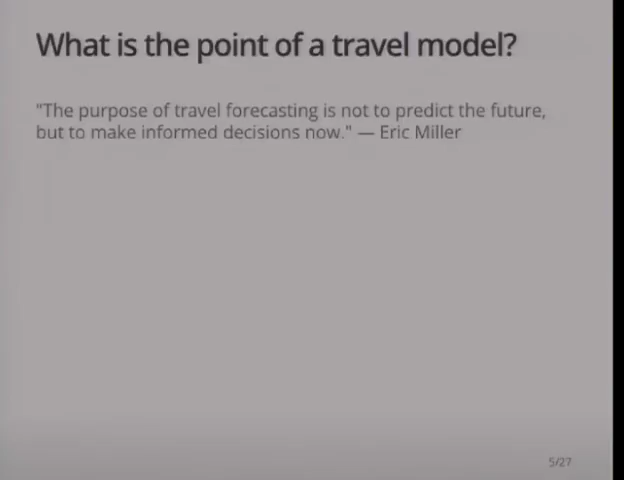 What is the point of a travel model?
"The purpose of travel forecasting is not to predict the future,
but to make informed decisions now." — Eric Miller
5/27